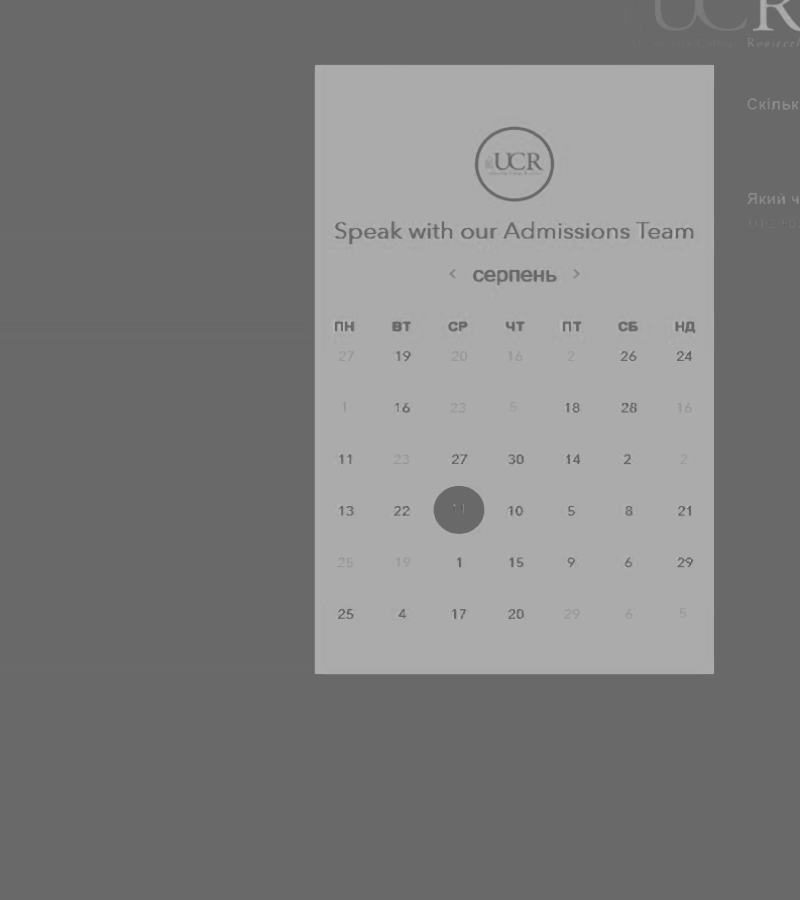 UCR
Скільк
UCR
Який ч
Speak with our Admissions Team
‹ серпень ›
ПН ВТ СР ЧТ ПТ СБ НД
27 19 20 16 2 26 24
1 16 23 5 18 28 16
11 23 27 30 14 2 2
13 22 11 10 5 8 21
25 19 1 15 9 6 29
25 4 17 20 29 6 5